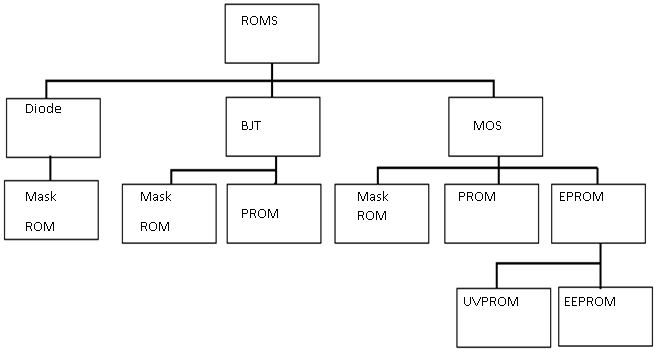 ROMS
Diode
BJT
MOS
Mask
ROM
Mask
ROM
PROM
Mask
ROM
PROM
EPROM
UVPROM
EEPROM